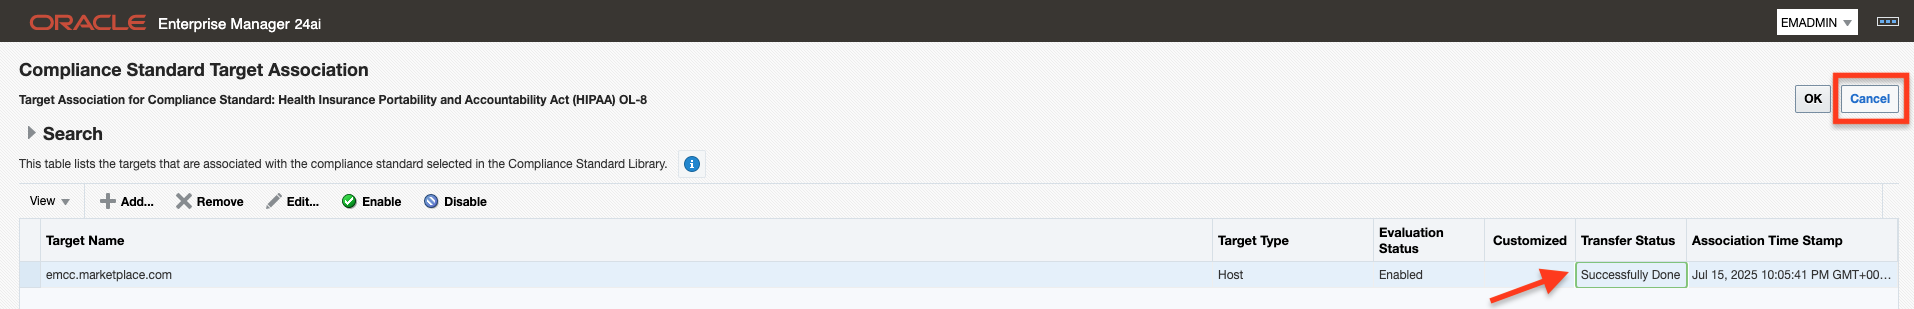 ORACLE Enterprise Manager 24ai
EMADMIN
Compliance Standard Target Association
Target Association for Compliance Standard: Health Insurance Portability and Accountability Act (HIPAA) OL-8
OK Cancel
Search
This table lists the targets that are associated with the compliance standard selected in the Compliance Standard Library.
View Add... Remove Edit... Enable Disable
Target Name Target Type Evaluation Status Customized Transfer Status Association Time Stamp
emcc.marketplace.com Host Enabled Successfully Done Jul 15, 2025 10:05:41 PM GMT+00...